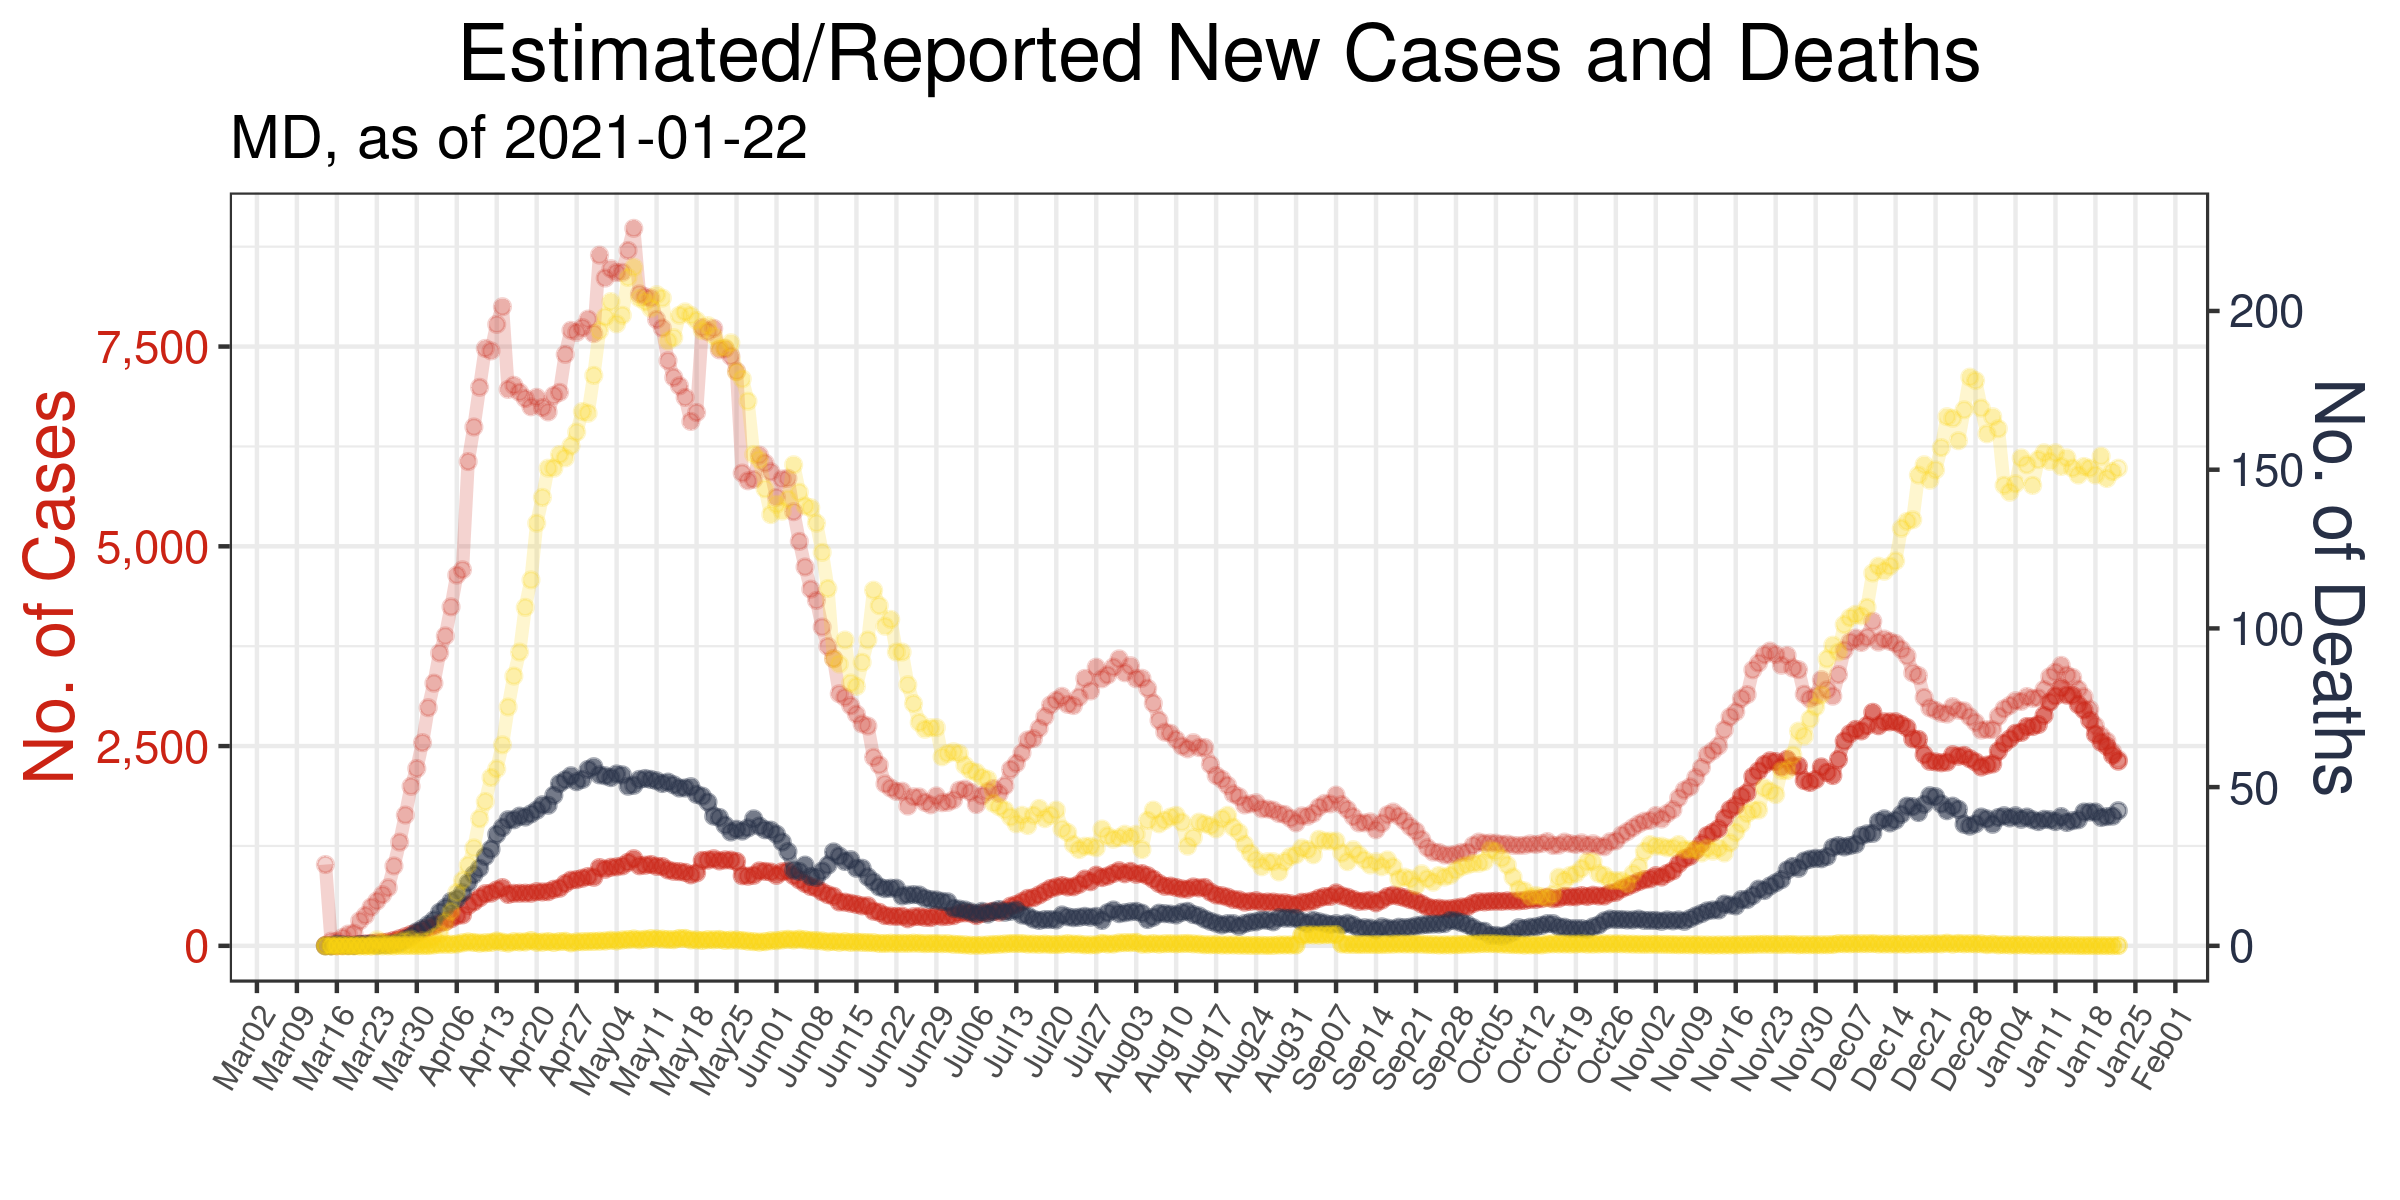 Estimated/Reported New Cases and Deaths
MD, as of 2021-01-22
No. of Cases
7,500
5,000
2,500
0
200
150
100
50
0
No. of Deaths
Mar02 Mar09 Mar16 Mar23 Mar30 Apr06 Apr13 Apr20 Apr27 May04 May11 May18 May25 Jun01 Jun08 Jun15 Jun22 Jun29 Jul06 Jul13 Jul20 Jul27 Aug03 Aug10 Aug17 Aug24 Aug31 Sep07 Sep14 Sep21 Sep28 Oct05 Oct12 Oct19 Oct26 Nov02 Nov09 Nov16 Nov23 Nov30 Dec07 Dec14 Dec21 Dec28 Jan04 Jan11 Jan18 Jan25 Feb01